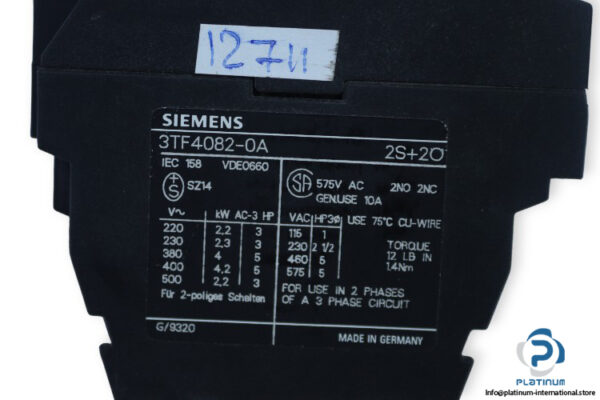 12711
SIEMENS
3TF4082-0A 2S+2Ö
IEC 158 VDE0660
SZ14
V~ kW AC-3 HP
220 2,2 3
230 2,3 3
380 4 5
400 4,2 5
500 2,2 3
Für 2-poliges Schalten
SA 575V AC 2NO 2NC
GEN.USE 10A
VAC HP3Ø USE 75°C CU-WIRE
115 1
230 2 1/2
460 5
575 5
TORQUE
12 LB IN
1.4Nm
FOR USE IN 2 PHASES
OF A 3 PHASE CIRCUIT
G/9320
MADE IN GERMANY
PLATINUM
Info@platinum-international.store